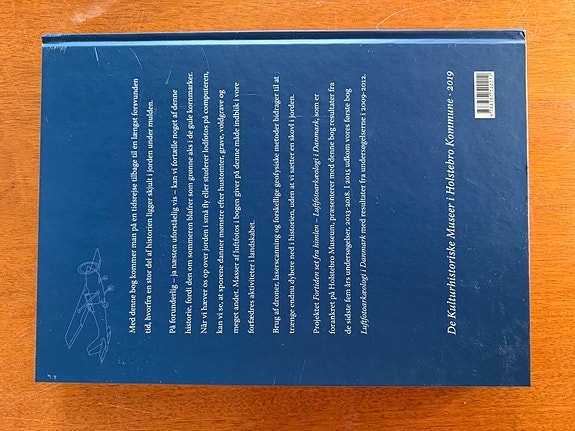 Med denne bog kommer man på en tidsrejse tilbage til en længst forsvunden
tid, hvorfra en stor del af historien ligger skjult i jorden under mulden.
På forunderlig – ja næsten uforståelig vis – kan vi fortælle noget af denne
historie, fordi den om sommeren blafrer som grønne aks i de gule kornmarker.
Når vi hæver os op over jorden i små fly eller studerer lodfotos på computeren,
kan vi se, at sporene danner mønstre efter hustomter, grave, voldgrave og
meget andet. Masser af luftfotos i bogen giver på denne måde indblik i vore
forfædres aktiviteter i landskabet.
Brug af droner, laserscanning og forskellige geofysiske metoder bidrager til at
trænge endnu dybere ned i historien, uden at vi sætter en skovl i jorden.
Projektet Fortiden set fra himlen – Luftfotoarkæologi i Danmark, som er
forankret på Holstebro Museum, præsenterer med denne bog resultater fra
de sidste fem års undersøgelser, 2013-2018. I 2015 udkom vores første bog
Luftfotoarkæologi i Danmark med resultater fra undersøgelserne i 2009-2012.
De Kulturhistoriske Museer i Holstebro Kommune · 2019